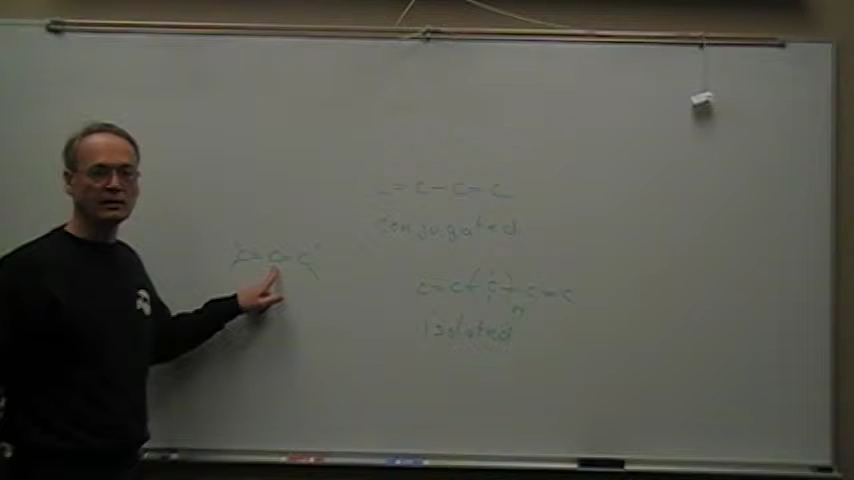 C=C-C=C
conjugated
C=C=C
C=C-(C)-C=C
n
isolated